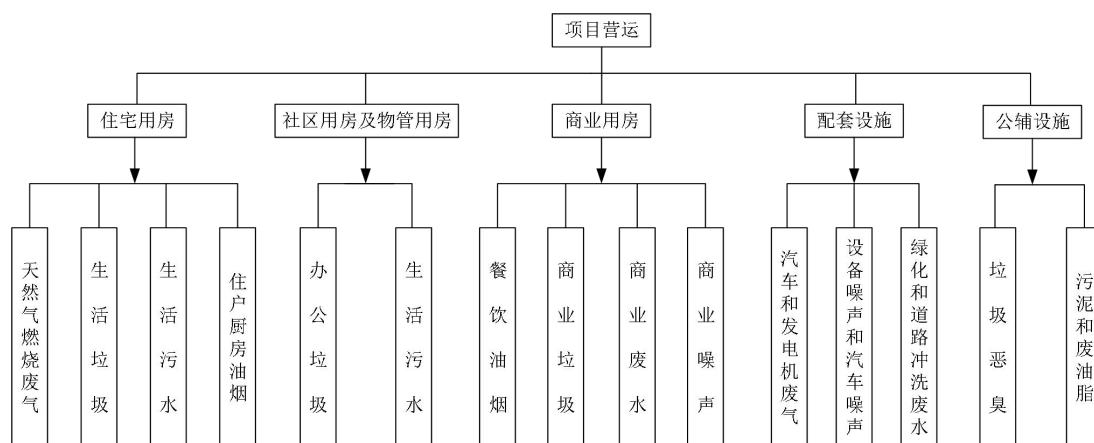 项目营运
住宅用房
社区用房及物管用房
商业用房
配套设施
公辅设施
天然气燃烧废气
生活垃圾
生活污水
住户厨房油烟
办公垃圾
生活污水
餐饮油烟
商业垃圾
商业废水
商业噪声
汽车和发电机废气
设备噪声和汽车噪声
绿化和道路冲洗废水
垃圾恶臭
污泥和废油脂